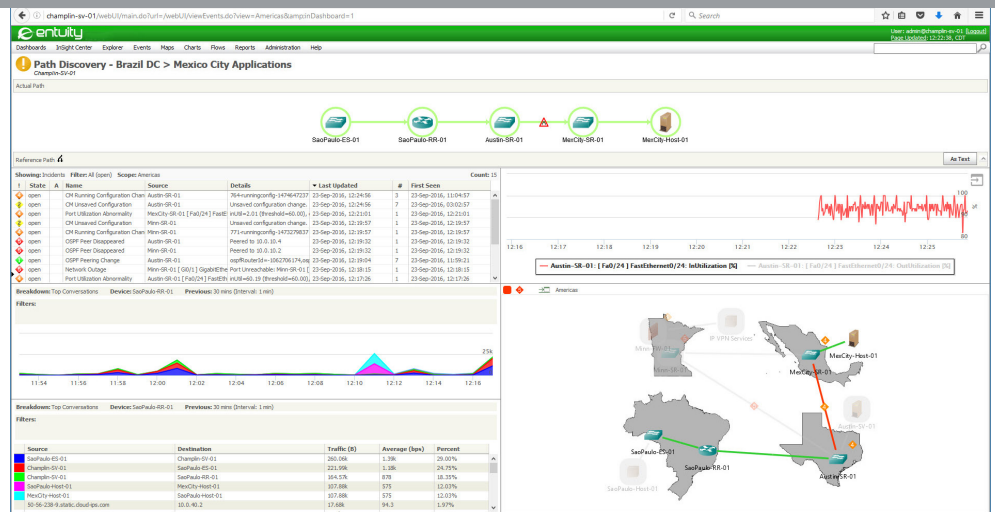 champlin-sv-01/webUI/main.do?url=/webUI/viewEvents.do?view=Americas&amp;inDashboard=1
Search
entuity
User: admin@champlin-sv-01 [Logout]
Page Updated: 12:22:38, CDT
Dashboards InSight Center Explorer Events Maps Charts Flows Reports Administration Help
Path Discovery - Brazil DC > Mexico City Applications
Champlin-SV-01
Actual Path
SaoPaulo-ES-01 SaoPaulo-RR-01 Austin-SR-01 MexCity-SR-01 MexCity-Host-01
Reference Path
As Text
Showing: Incidents Filter: All (open) Scope: Americas Count: 15
! State A Name Source Details Last Updated # First Seen
open CM Running Configuration Chan Austin-SR-01 764-runningconfig-1474647237 23-Sep-2016, 12:24:56 3 23-Sep-2016, 11:04:57
open CM Unsaved Configuration Austin-SR-01 Unsaved configuration change. 23-Sep-2016, 12:24:56 7 23-Sep-2016, 03:02:57
open Port Utilization Abnormality MexCity-SR-01 [ Fa0/24 ] FastE inUtil=2.01 (threshold=60.00), 23-Sep-2016, 12:21:01 1 23-Sep-2016, 12:21:01
open CM Unsaved Configuration Minn-SR-01 Unsaved configuration change. 23-Sep-2016, 12:19:57 1 23-Sep-2016, 12:19:57
open CM Running Configuration Chan Minn-SR-01 771-runningconfig-1473279837 23-Sep-2016, 12:19:57 1 23-Sep-2016, 12:19:57
open OSPF Peer Disappeared Austin-SR-01 Peered to 10.0.10.4 23-Sep-2016, 12:19:32 1 23-Sep-2016, 12:19:32
open OSPF Peer Disappeared Minn-SR-01 Peered to 10.0.10.2 23-Sep-2016, 12:19:32 1 23-Sep-2016, 12:19:32
open OSPF Peering Change Austin-SR-01 23-Sep-2016, 12:19:04 7 23-Sep-2016, 11:59:21
open Network Outage Minn-SR-01 [ Gi0/1 ] GigabitEthe Port Unreachable: Minn-SR-01 [ 23-Sep-2016, 12:18:15 1 23-Sep-2016, 12:18:15
open Port Utilization Abnormality Austin-SR-01 [ Fa0/24 ] FastEth inUtil=60.19 (threshold=60.00), 23-Sep-2016, 12:17:26 1 23-Sep-2016, 12:17:26
100
%
80
12:16 12:17 12:18 12:19 12:20 12:21 12:22 12:23 12:24 12:25
Austin-SR-01: [ Fa0/24 ] FastEthernet0/24: InUtilization [%] Austin-SR-01: [ Fa0/24 ] FastEthernet0/24: OutUtilization [%]
Breakdown: Top Conversations Device: SaoPaulo-RR-01 Previous: 30 mins (Interval: 1 min)
Filters:
25k
11:54 11:56 11:58 12:00 12:02 12:04 12:06 12:08 12:10 12:12 12:14 12:16
Breakdown: Top Conversations Device: SaoPaulo-RR-01 Previous: 30 mins (Interval: 1 min)
Filters:
Source Destination Traffic (B) Average (bps) Percent
SaoPaulo-ES-01 Champlin-SV-01 260.06k 1.39k 29.00%
Champlin-SV-01 SaoPaulo-ES-01 221.99k 1.18k 24.75%
Champlin-SV-01 SaoPaulo-RR-01 164.57k 878 18.35%
SaoPaulo-Host-01 MexCity-Host-01 107.88k 575 12.03%
MexCity-Host-01 SaoPaulo-Host-01 107.88k 575 12.03%
50-56-238-9.static.cloud-ips.com 10.0.40.2 17.68k 94.3 1.97%
Americas
IP VPN Services
MexCity-Host-01
Minn-SR-01
MexCity-SR-01
Austin-SV-01
SaoPaulo-ES-01
SaoPaulo-RR-01
Austin-SR-01
SaoPaulo-Host-01